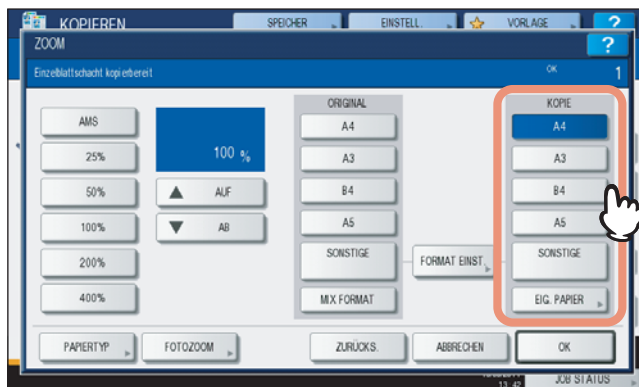 KOPIEREN
SPEICHER
EINSTELL.
VORLAGE
?
ZOOM
?
Einzelblattschacht kopierbereit
OK
1
ORIGINAL
KOPIE
AMS
100 %
A4
A4
25%
A3
A3
50%
AUF
B4
B4
100%
AB
A5
A5
200%
SONSTIGE
FORMAT EINST.
SONSTIGE
400%
MIX FORMAT
EIG. PAPIER
PAPIERTYP
FOTOZOOM
ZURÜCKS.
ABBRECHEN
OK
JOB STATUS